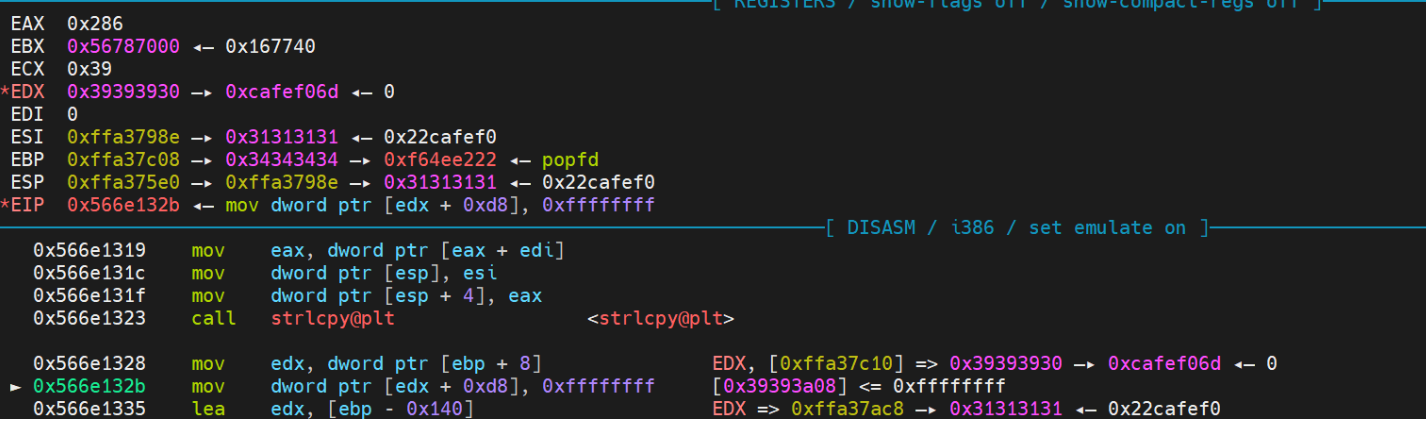 [ REGISTERS / show-flags off / show-compact-regs off ]
EAX 0x286
EBX 0x56787000 ◂— 0x167740
ECX 0x39
*EDX 0x39393930 —▸ 0xcafef06d ◂— 0
EDI 0
ESI 0xffa3798e —▸ 0x31313131 ◂— 0x22cafef0
EBP 0xffa37c08 —▸ 0x34343434 —▸ 0xf64ee222 ◂— popfd
ESP 0xffa375e0 —▸ 0xffa3798e —▸ 0x31313131 ◂— 0x22cafef0
*EIP 0x566e132b ◂— mov dword ptr [edx + 0xd8], 0xffffffff
[ DISASM / i386 / set emulate on ]
0x566e1319 mov eax, dword ptr [eax + edi]
0x566e131c mov dword ptr [esp], esi
0x566e131f mov dword ptr [esp + 4], eax
0x566e1323 call strlcpy@plt <strlcpy@plt>
0x566e1328 mov edx, dword ptr [ebp + 8] EDX, [0xffa37c10] => 0x39393930 —▸ 0xcafef06d ◂— 0
► 0x566e132b mov dword ptr [edx + 0xd8], 0xffffffff [0x39393a08] <= 0xffffffff
0x566e1335 lea edx, [ebp - 0x140] EDX => 0xffa37ac8 —▸ 0x31313131 ◂— 0x22cafef0